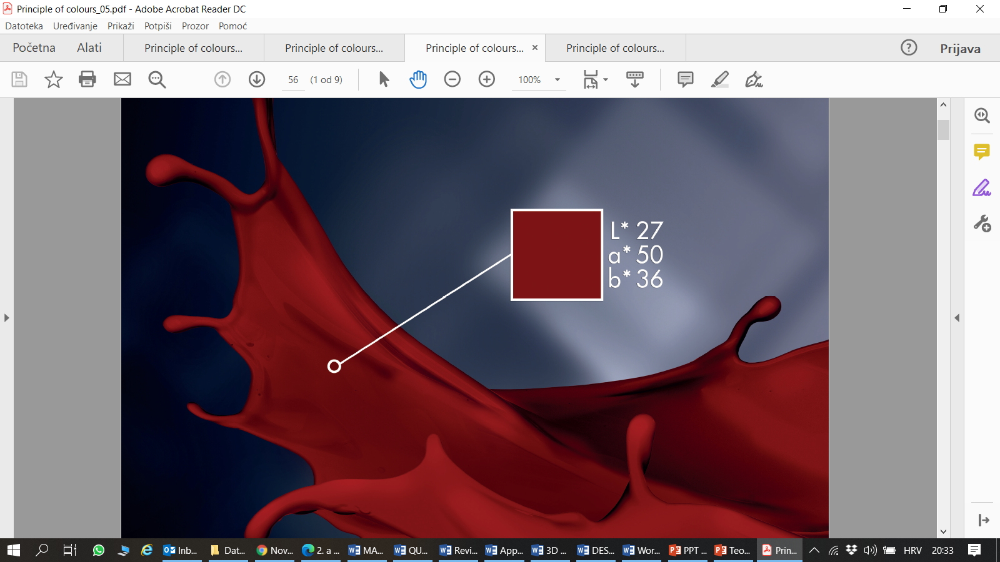 Principle of colours_05.pdf - Adobe Acrobat Reader DC
Datoteka Uređivanje Prikaži Potpiši Prozor Pomoć
Početna Alati Principle of colours... Principle of colours... Principle of colours... Principle of colours... Prijava
56 (1 od 9) 100%
L* 27
a* 50
b* 36
Inb... Dat... Nov... 2. a ... MA... QU... Revi... App... 3D ... DES... Wor... PPT ... Teo... Prin... HRV 20:33